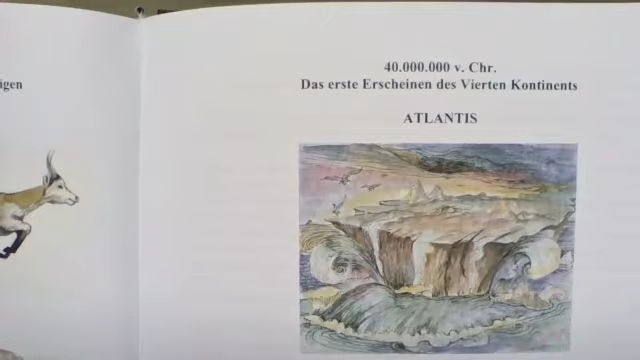 40.000.000 v. Chr.
Das erste Erscheinen des Vierten Kontinents
ATLANTIS